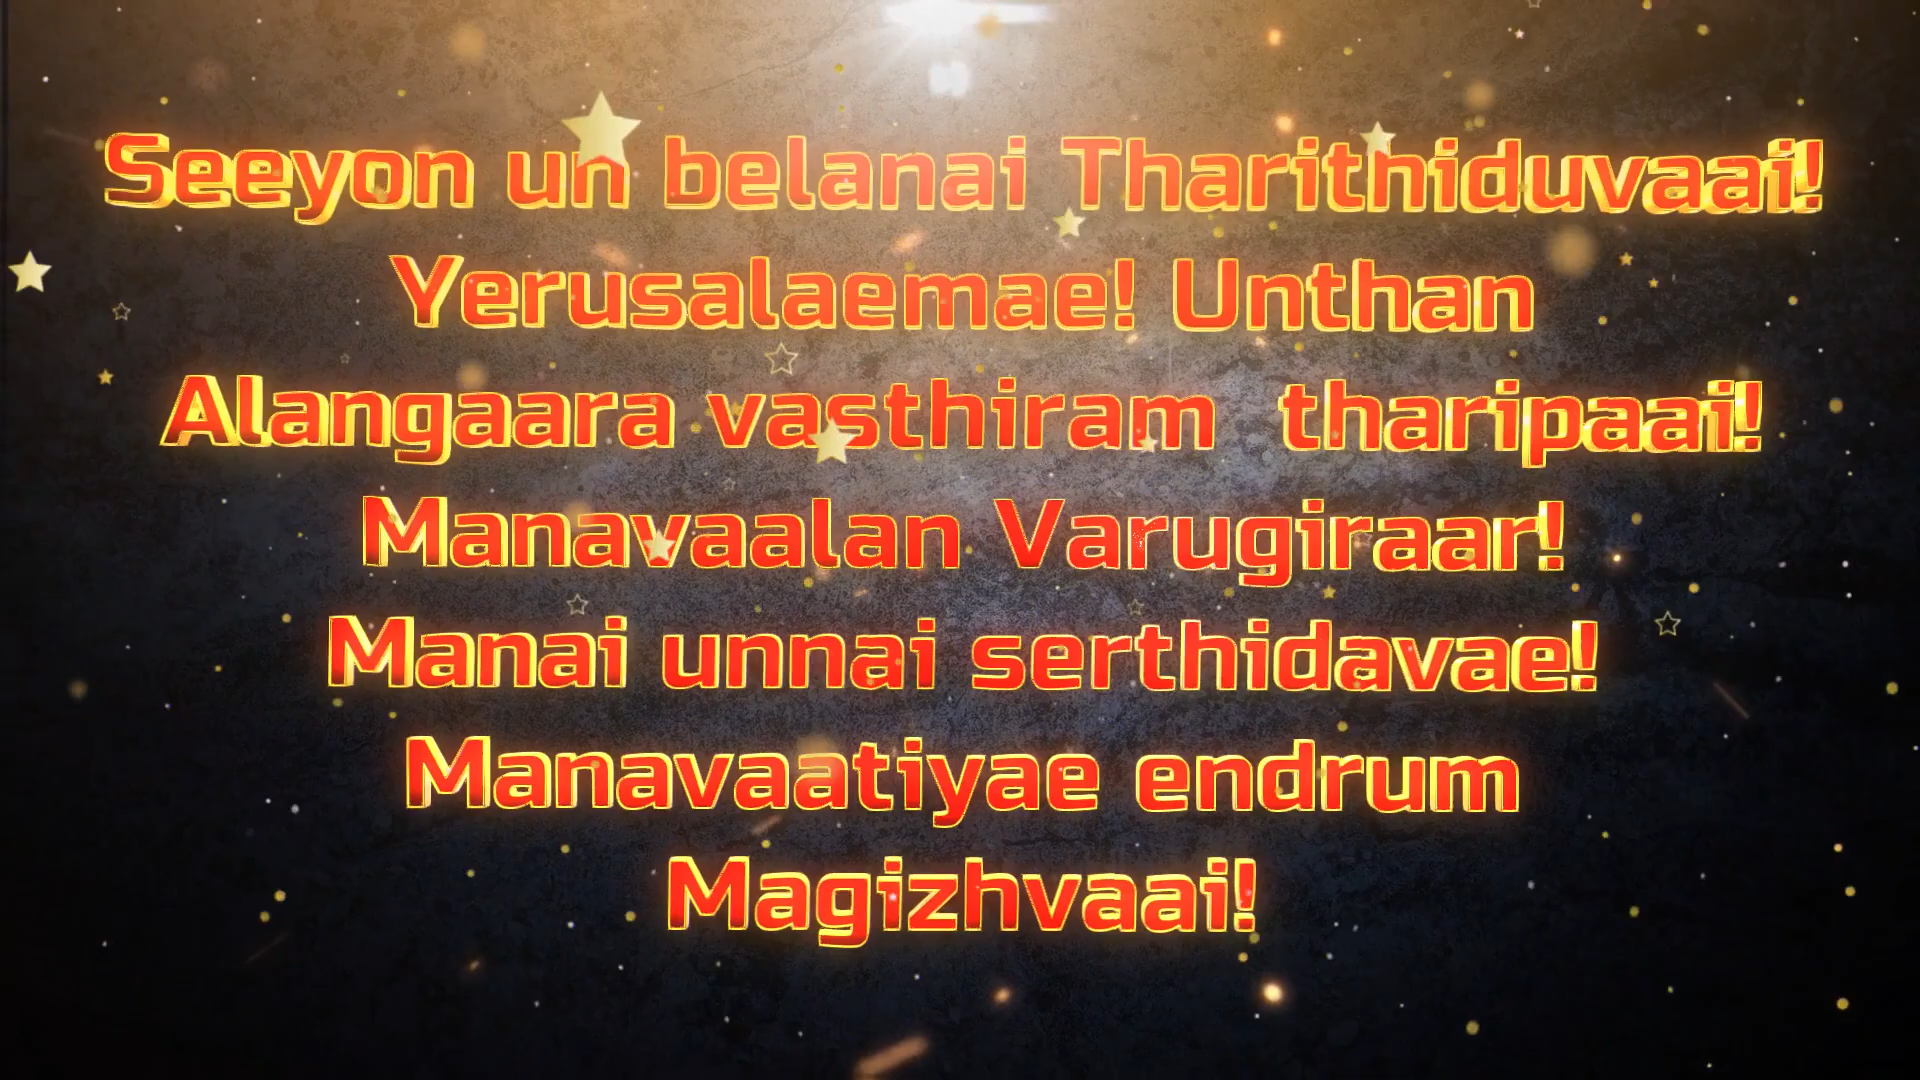 Seeyon un belanai Tharithiduvaai!
Yerusalaemae! Unthan
Alangaara vasthiram tharipaai!
Manavaalan Varugiraar!
Manai unnai serthidavae!
Manavaatiyae endrum
Magizhvaai!